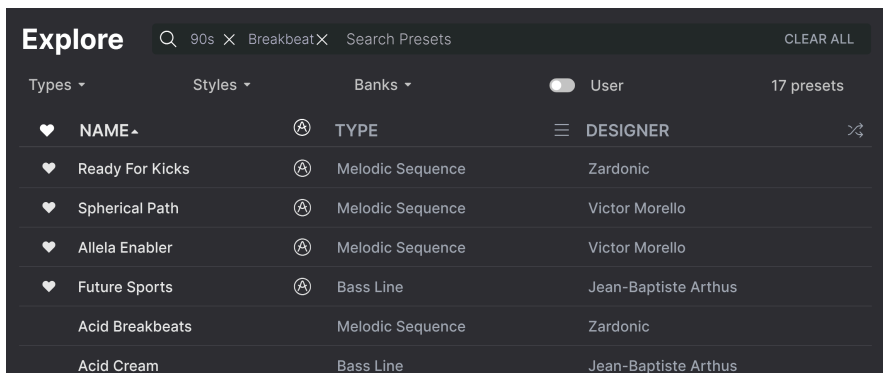 Explore 90s Breakbeat Search Presets CLEAR ALL
Types Styles Banks User 17 presets
NAME TYPE DESIGNER
Ready For Kicks Melodic Sequence Zardonic
Spherical Path Melodic Sequence Victor Morello
Allela Enabler Melodic Sequence Victor Morello
Future Sports Bass Line Jean-Baptiste Arthus
Acid Breakbeats Melodic Sequence Zardonic
Acid Cream Bass Line Jean-Baptiste Arthus